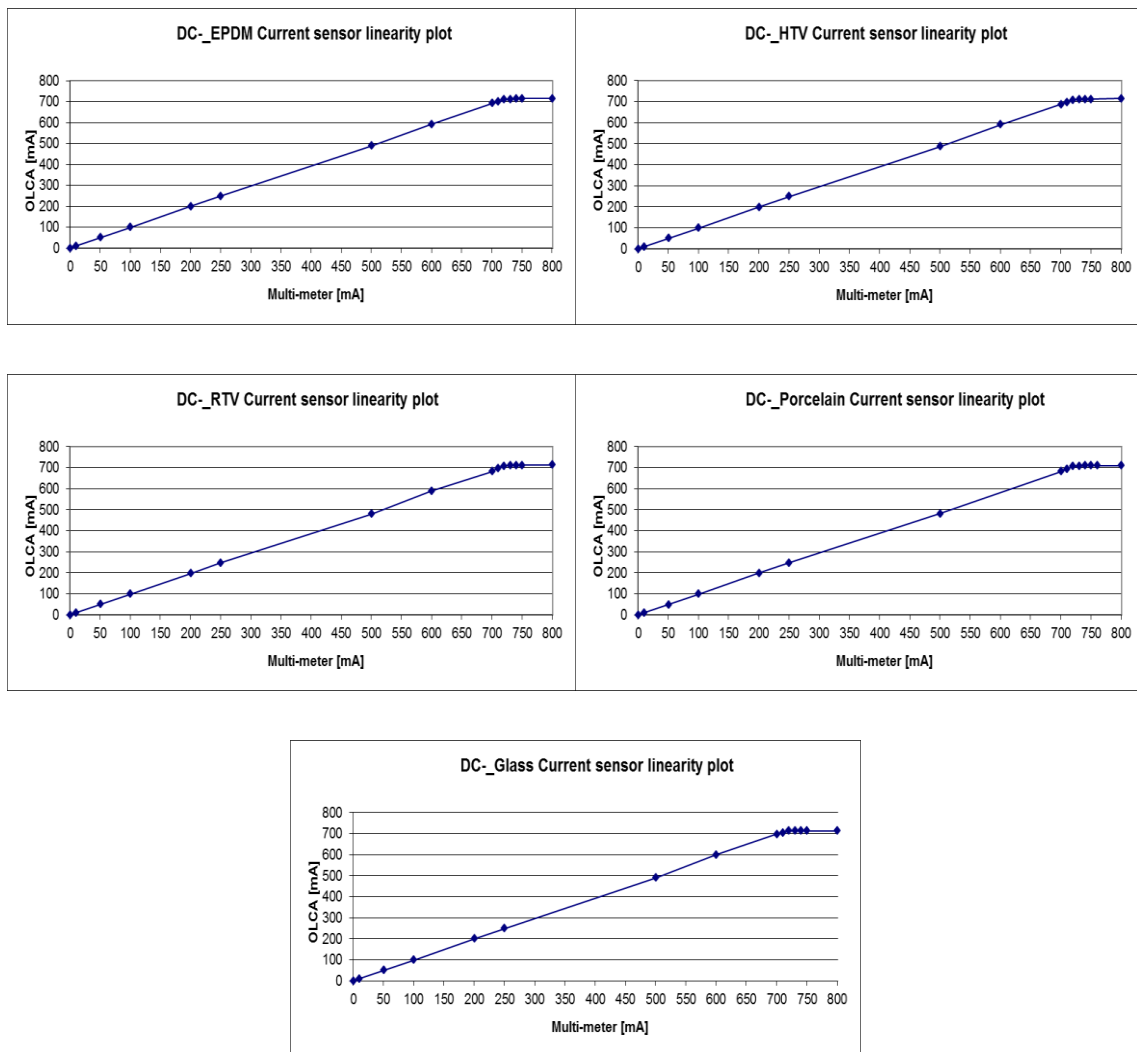 DC-_EPDM Current sensor linearity plot
800
700
600
500
400
300
200
100
0
OLCA [mA]
0 50 100 150 200 250 300 350 400 450 500 550 600 650 700 750 800
Multi-meter [mA]
DC-_HTV Current sensor linearity plot
800
700
600
500
400
300
200
100
0
OLCA [mA]
0 50 100 150 200 250 300 350 400 450 500 550 600 650 700 750 800
Multi-meter [mA]
DC-_RTV Current sensor linearity plot
800
700
600
500
400
300
200
100
0
OLCA [mA]
0 50 100 150 200 250 300 350 400 450 500 550 600 650 700 750 800
Multi-meter [mA]
DC-_Porcelain Current sensor linearity plot
800
700
600
500
400
300
200
100
0
OLCA [mA]
0 50 100 150 200 250 300 350 400 450 500 550 600 650 700 750 800
Multi-meter [mA]
DC-_Glass Current sensor linearity plot
800
700
600
500
400
300
200
100
0
OLCA [mA]
0 50 100 150 200 250 300 350 400 450 500 550 600 650 700 750 800
Multi-meter [mA]